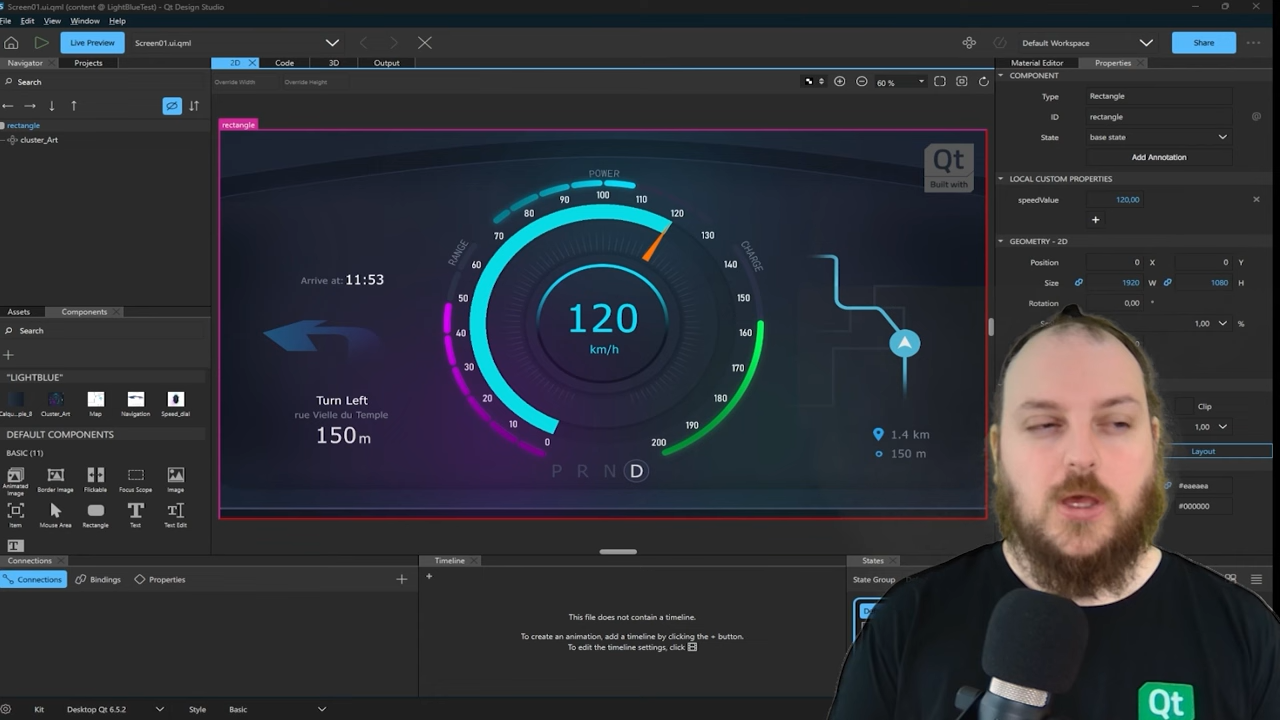 Screen01.ui.qml (content @ LightBlueTest) - Qt Design Studio
File Edit View Window Help
Live Preview Screen01.ui.qml Default Workspace Share
Navigator Projects 2D Code 3D Output Material Editor Properties
Search Override Width Override Height 60 %
COMPONENT
Type Rectangle
ID rectangle
State base state
Add Annotation
LOCAL CUSTOM PROPERTIES
speedValue 120,00
GEOMETRY - 2D
Position 0 X 0 Y
Size 1920 W 1080 H
Rotation 0,00 °
1,00 %
Clip
1,00
Layout
#eaeaea
#000000
rectangle
cluster_Art
rectangle
Qt
Built with
POWER
RANGE
CHARGE
0
10
20
30
40
50
60
70
80
90
100
110
120
130
140
150
160
170
180
190
200
120
km/h
P R N D
Arrive at: 11:53
Turn Left
rue Vielle du Temple
150 m
1.4 km
150 m
Assets Components
Search
"LIGHTBLUE"
Cluster_Art Map Navigation Speed_dial
DEFAULT COMPONENTS
BASIC (11)
Animated Image Border Image Flickable Focus Scope Image
Item Mouse Area Rectangle Text Text Edit
Connections Timeline States
Connections Bindings Properties
State Group
This file does not contain a timeline.
To create an animation, add a timeline by clicking the + button.
To edit the timeline settings, click
Kit Desktop Qt 6.5.2 Style Basic
Qt